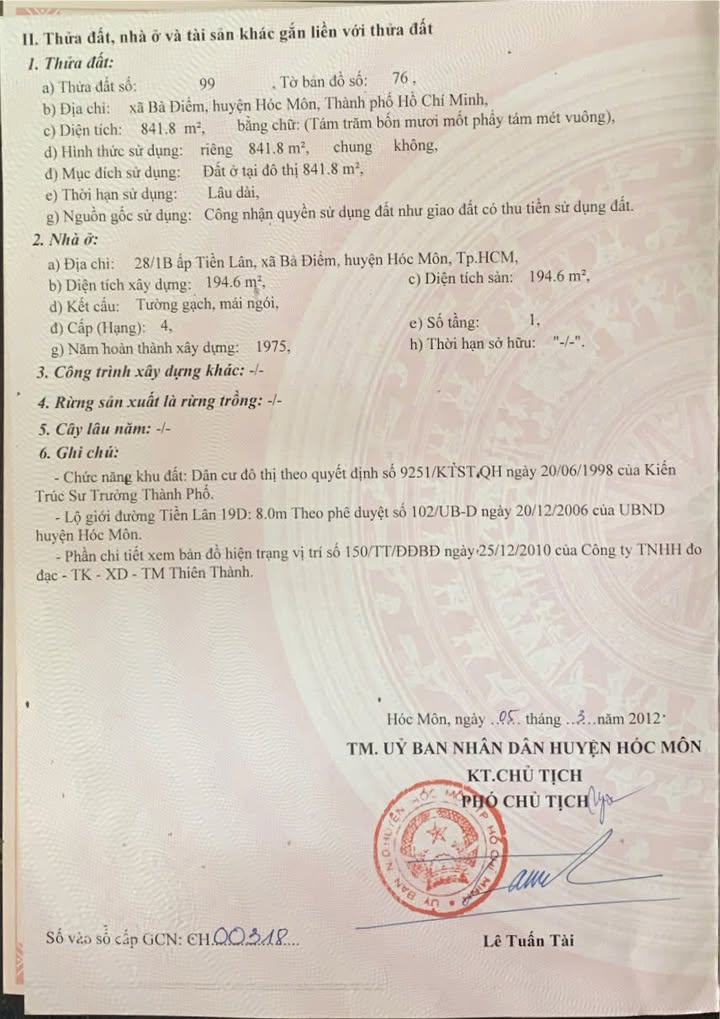 II. Thửa đất, nhà ở và tài sản khác gắn liền với thửa đất
1. Thửa đất:
a) Thửa đất số: 99 , Tờ bản đồ số: 76 ,
b) Địa chỉ: xã Bà Điểm, huyện Hóc Môn, Thành phố Hồ Chí Minh,
c) Diện tích: 841.8 m², bằng chữ: (Tám trăm bốn mươi mốt phẩy tám mét vuông),
d) Hình thức sử dụng: riêng 841.8 m², chung không,
đ) Mục đích sử dụng: Đất ở tại đô thị 841.8 m²,
e) Thời hạn sử dụng: Lâu dài,
g) Nguồn gốc sử dụng: Công nhận quyền sử dụng đất như giao đất có thu tiền sử dụng đất.
2. Nhà ở:
a) Địa chỉ: 28/1B ấp Tiền Lân, xã Bà Điểm, huyện Hóc Môn, Tp.HCM,
b) Diện tích xây dựng: 194.6 m², c) Diện tích sàn: 194.6 m²,
d) Kết cấu: Tường gạch, mái ngói,
đ) Cấp (Hạng): 4, e) Số tầng: 1,
g) Năm hoàn thành xây dựng: 1975, h) Thời hạn sở hữu: "-/-".
3. Công trình xây dựng khác: -/-
4. Rừng sản xuất là rừng trồng: -/-
5. Cây lâu năm: -/-
6. Ghi chú:
- Chức năng khu đất: Dân cư đô thị theo quyết định số 9251/KTST.QH ngày 20/06/1998 của Kiến
Trúc Sư Trưởng Thành Phố.
- Lộ giới đường Tiền Lân 19D: 8.0m Theo phê duyệt số 102/UB-D ngày 20/12/2006 của UBND
huyện Hóc Môn.
- Phần chi tiết xem bản đồ hiện trạng vị trí số 150/TT/ĐĐBĐ ngày 25/12/2010 của Công ty TNHH đo
đạc - TK - XD - TM Thiên Thành.
Hóc Môn, ngày ..05.. tháng ..3...năm 2012
TM. UỶ BAN NHÂN DÂN HUYỆN HÓC MÔN
KT.CHỦ TỊCH
PHÓ CHỦ TỊCH
ỦY BAN N.D HUYỆN HÓC MÔN TP HỒ CHÍ MINH
Số vào sổ cấp GCN: CH.00318....
Lê Tuấn Tài